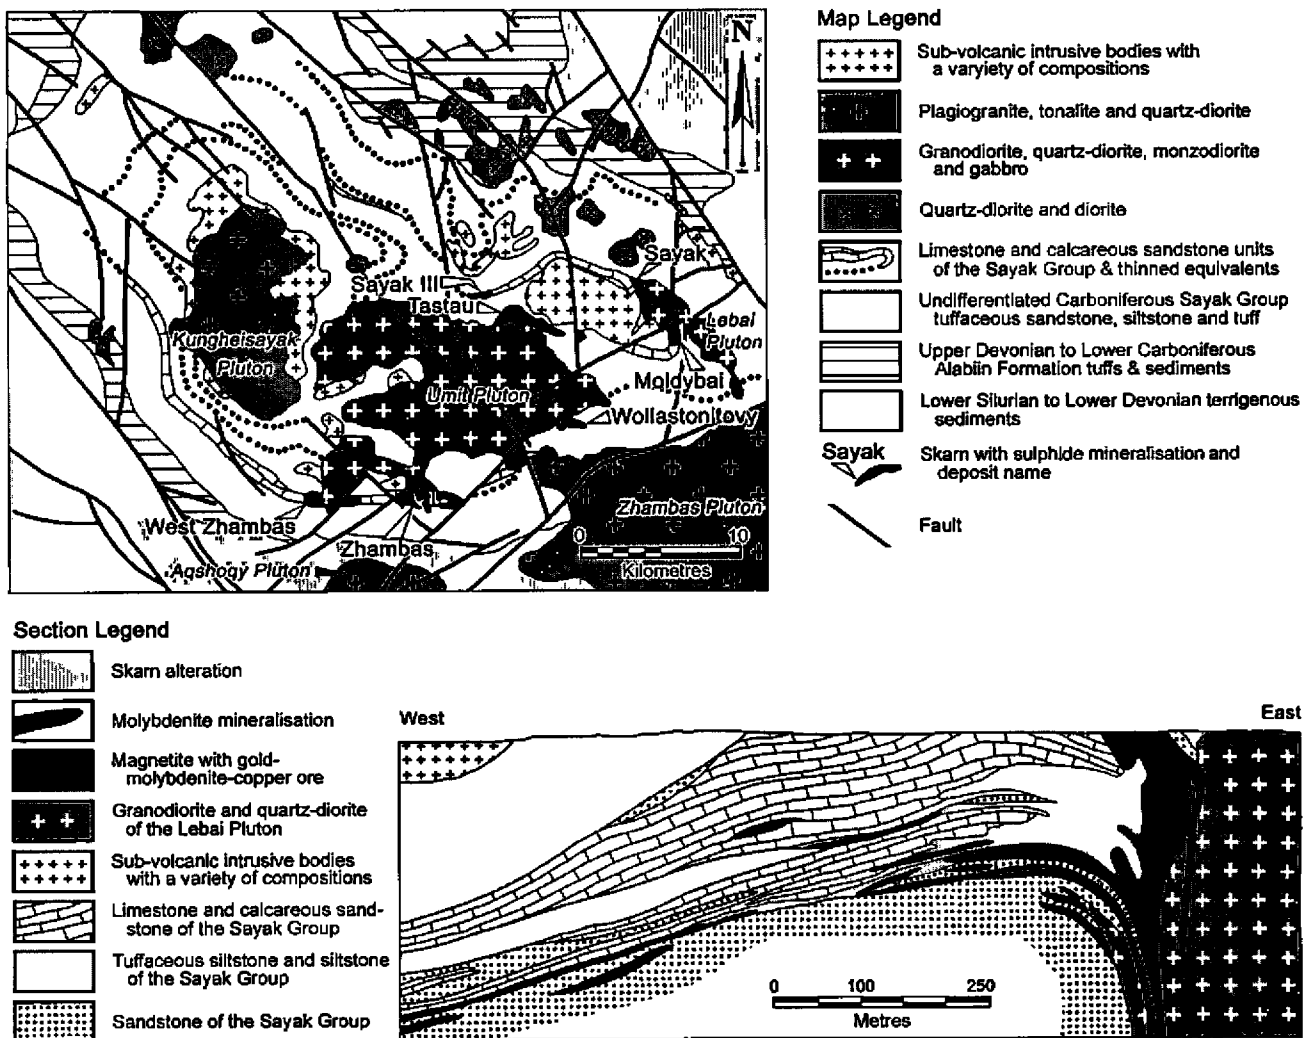 N
Sayak
Sayak III
Tastau
Lebai
Pluton
Kungheisayak
Pluton
Moldybai
Umit Pluton
Wollastonitovy
Zhambas Pluton
West Zhambas
Zhambas
Aqshoqy Pluton
0 10
Kilometres
Map Legend
Sub-volcanic intrusive bodies with
a varyiety of compositions
Plagiogranite, tonalite and quartz-diorite
Granodiorite, quartz-diorite, monzodiorite
and gabbro
Quartz-diorite and diorite
Limestone and calcareous sandstone units
of the Sayak Group & thinned equivalents
Undifferentiated Carboniferous Sayak Group
tuffaceous sandstone, siltstone and tuff
Upper Devonian to Lower Carboniferous
Alabiin Formation tuffs & sediments
Lower Silurian to Lower Devonian terrigenous
sediments
Sayak
Skarn with sulphide mineralisation and
deposit name
Fault
Section Legend
Skarn alteration
Molybdenite mineralisation
Magnetite with gold-
molybdenite-copper ore
Granodiorite and quartz-diorite
of the Lebai Pluton
Sub-volcanic intrusive bodies
with a variety of compositions
Limestone and calcareous sand-
stone of the Sayak Group
Tuffaceous siltstone and siltstone
of the Sayak Group
Sandstone of the Sayak Group
West
East
0 100 250
Metres